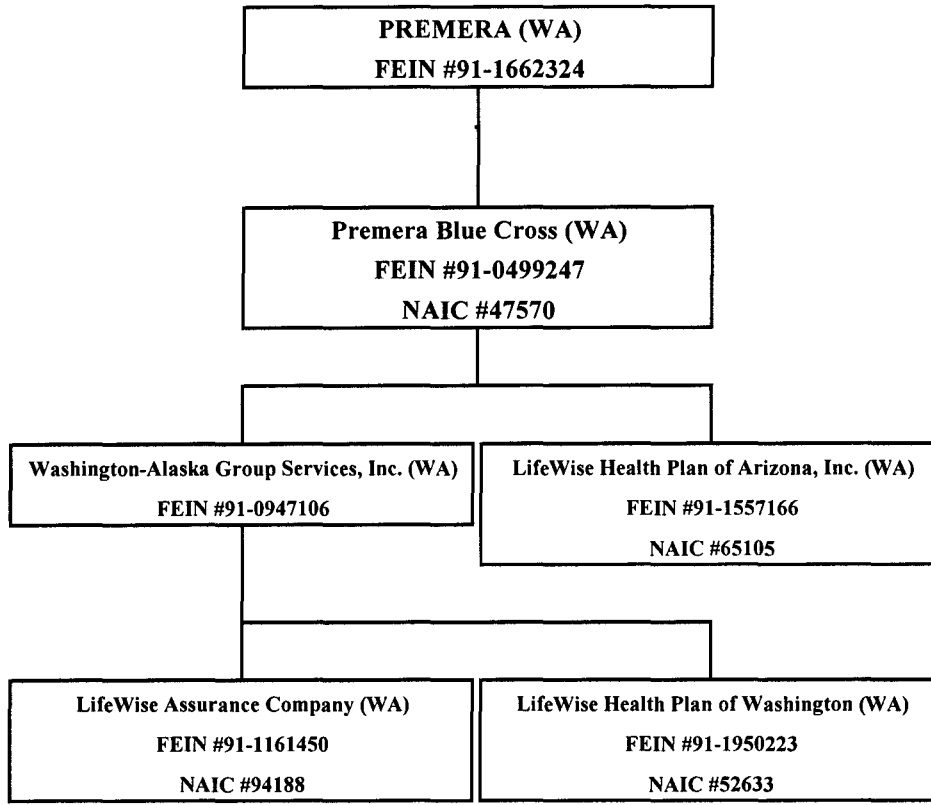 PREMERA (WA)
FEIN #91-1662324
Premera Blue Cross (WA)
FEIN #91-0499247
NAIC #47570
Washington-Alaska Group Services, Inc. (WA)
FEIN #91-0947106
LifeWise Health Plan of Arizona, Inc. (WA)
FEIN #91-1557166
NAIC #65105
LifeWise Assurance Company (WA)
FEIN #91-1161450
NAIC #94188
LifeWise Health Plan of Washington (WA)
FEIN #91-1950223
NAIC #52633